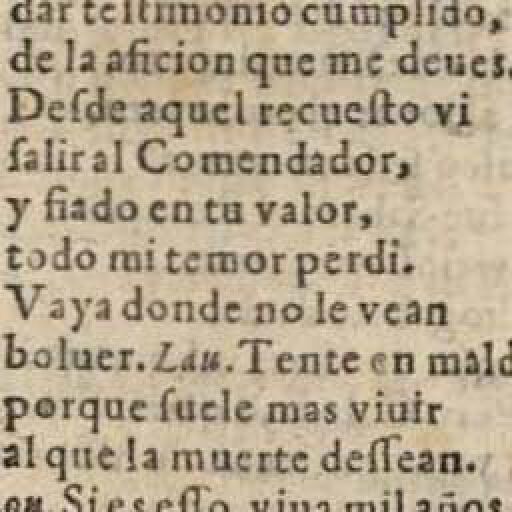 dar teſtimonio cumplido,
de la aficion que me deues.
Deſde aquel recueſto vi
ſalir al Comendador,
y fiado en tu valor,
todo mi temor perdi.
Vaya donde no le vean
boluer. Lau. Tente en mald
porque ſuele mas viuir
al que la muerte deſſean.
ou. Si es eſſo, viua mil años,